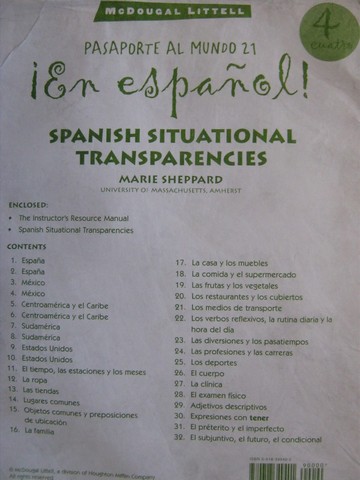 McDOUGAL LITTELL
4
cuatro
PASAPORTE AL MUNDO 21
¡En español!
SPANISH SITUATIONAL
TRANSPARENCIES
MARIE SHEPPARD
UNIVERSITY OF MASSACHUSETTS, AMHERST
ENCLOSED:
• The Instructor's Resource Manual
• Spanish Situational Transparencies
CONTENTS
1. España
2. España
3. México
4. México
5. Centroamérica y el Caribe
6. Centroamérica y el Caribe
7. Sudamérica
8. Sudamérica
9. Estados Unidos
10. Estados Unidos
11. El tiempo, las estaciones y los meses
12. La ropa
13. Las tiendas
14. Lugares comunes
15. Objetos comunes y preposiciones
de ubicación
16. La familia
17. La casa y los muebles
18. La comida y el supermercado
19. Las frutas y los vegetales
20. Los restaurantes y los cubiertos
21. Los medios de transporte
22. Los verbos reflexivos, la rutina diaria y la
hora del día
23. Las diversiones y los pasatiempos
24. Las profesiones y las carreras
25. Los deportes
26. El cuerpo
27. La clínica
28. El examen físico
29. Adjetivos descriptivos
30. Expresiones con tener
31. El pretérito y el imperfecto
32. El subjuntivo, el futuro, el condicional
© McDougal Littell, a division of Houghton Mifflin Company
All rights reserved.
90000